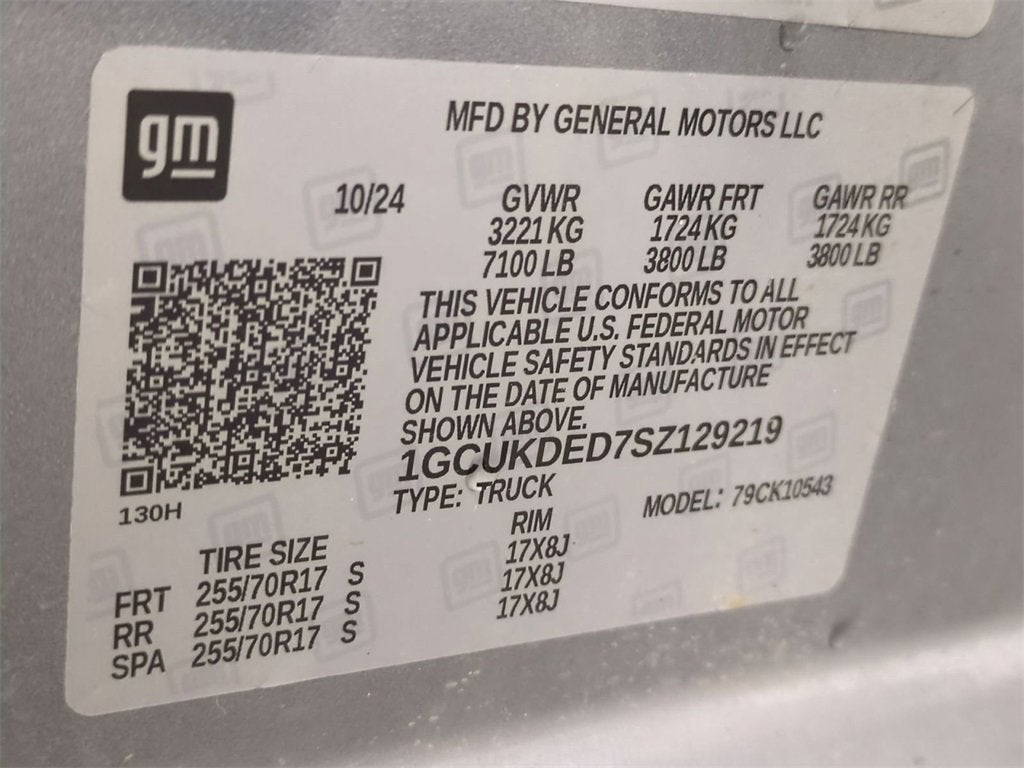 gm
MFD BY GENERAL MOTORS LLC
10/24 GVWR GAWR FRT GAWR RR
3221 KG 1724 KG 1724 KG
7100 LB 3800 LB 3800 LB
THIS VEHICLE CONFORMS TO ALL
APPLICABLE U.S. FEDERAL MOTOR
VEHICLE SAFETY STANDARDS IN EFFECT
ON THE DATE OF MANUFACTURE
SHOWN ABOVE.
1GCUKDED7SZ129219
TYPE: TRUCK MODEL: 79CK10543
130H
TIRE SIZE RIM
FRT 255/70R17 S 17X8J
RR 255/70R17 S 17X8J
SPA 255/70R17 S 17X8J